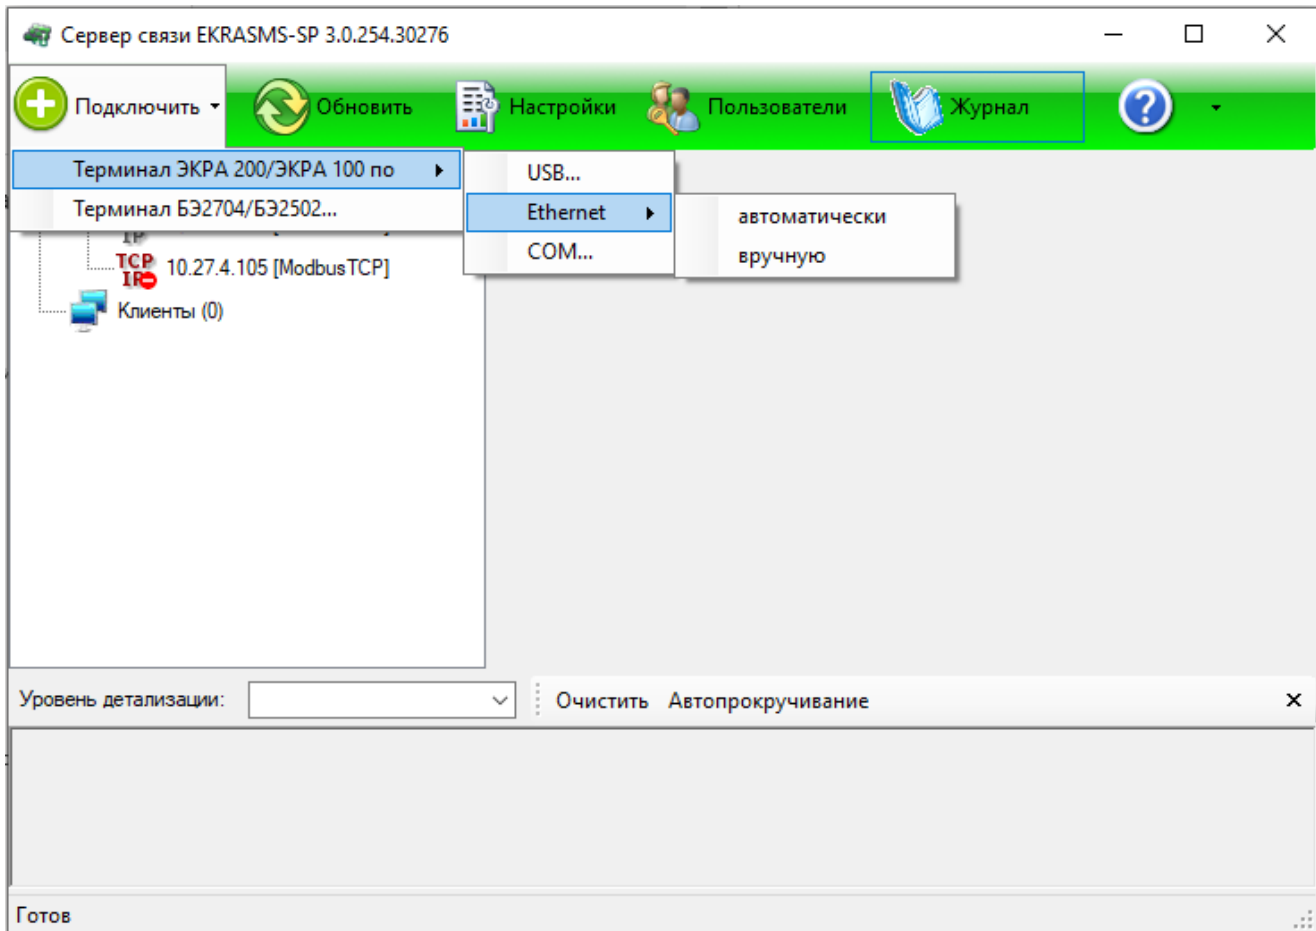 Сервер связи EKRASMS-SP 3.0.254.30276
Подключить Обновить Настройки Пользователи Журнал
Терминал ЭКРА 200/ЭКРА 100 по
Терминал БЭ2704/БЭ2502...
USB...
Ethernet
COM...
автоматически
вручную
TCP IP 10.27.4.105 [ModbusTCP]
Клиенты (0)
Уровень детализации: Очистить Автопрокручивание
Готов